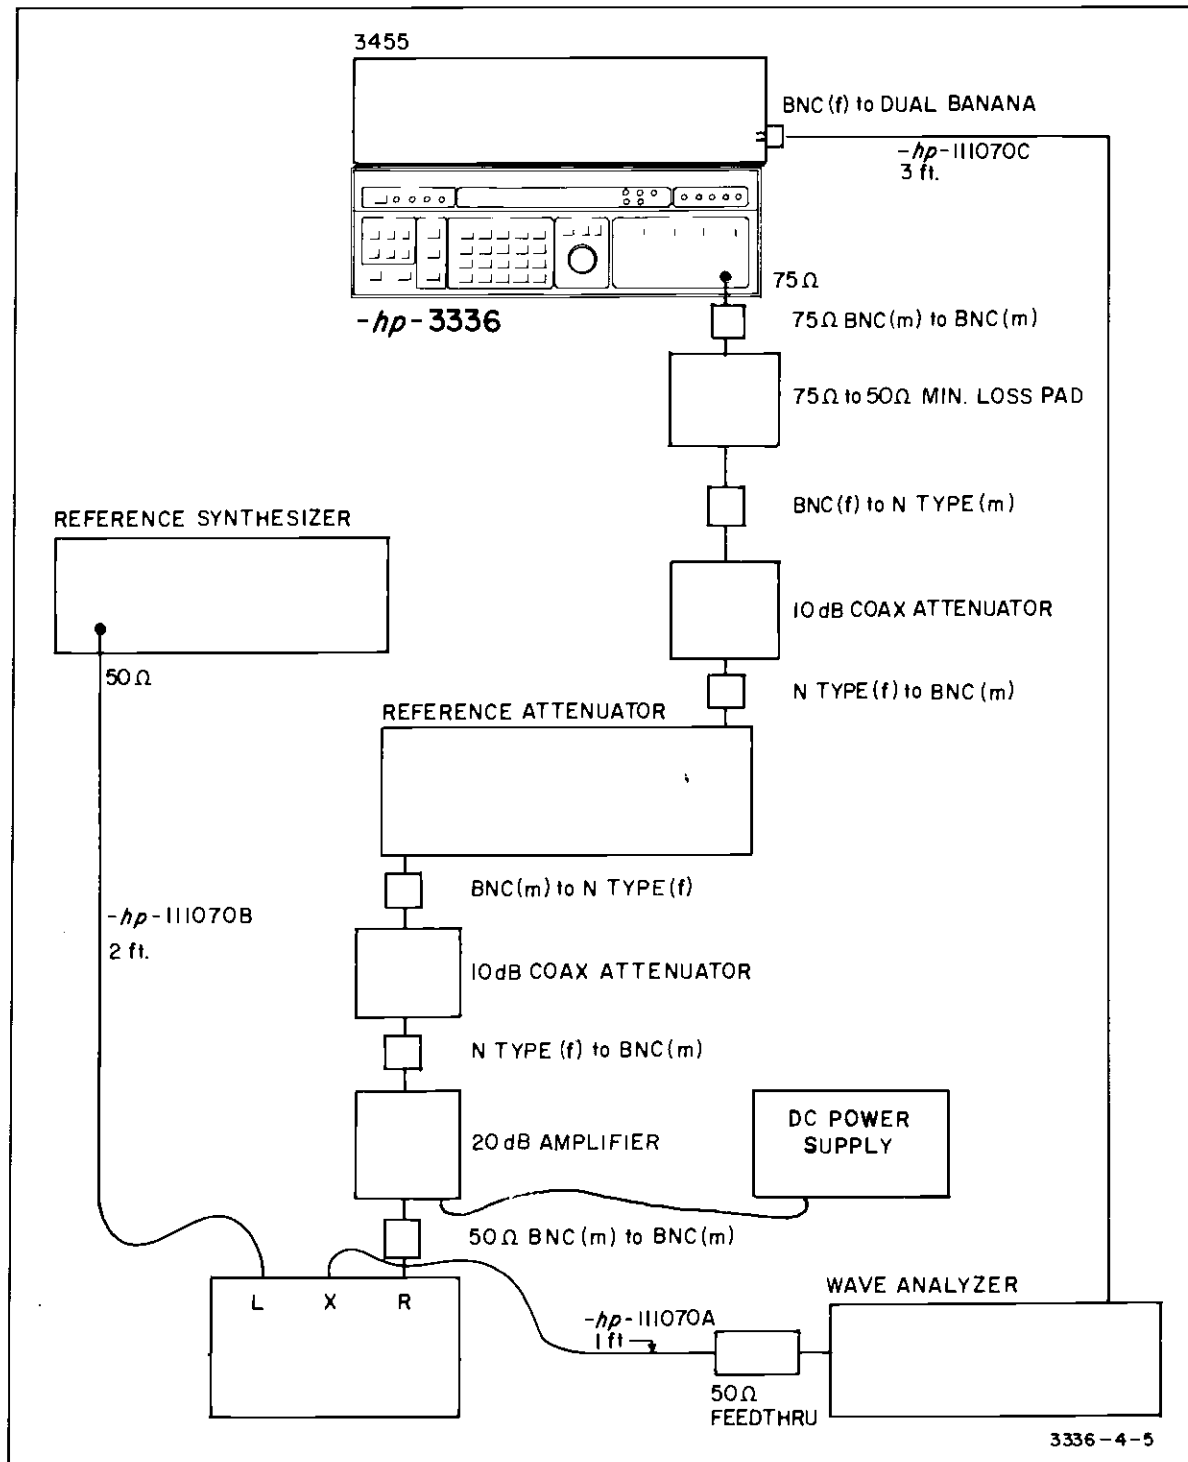 3455
BNC (f) to DUAL BANANA
-hp-111070C
3 ft.
75Ω
-hp-3336
75Ω BNC(m) to BNC(m)
75Ω to 50Ω MIN. LOSS PAD
BNC(f) to N TYPE(m)
REFERENCE SYNTHESIZER
10dB COAX ATTENUATOR
50Ω
N TYPE(f) to BNC(m)
REFERENCE ATTENUATOR
BNC(m) to N TYPE(f)
-hp-111070B
2 ft.
10dB COAX ATTENUATOR
N TYPE (f) to BNC(m)
DC POWER
SUPPLY
20dB AMPLIFIER
50Ω BNC(m) to BNC(m)
L X R
WAVE ANALYZER
-hp-111070A
1 ft
50Ω
FEEDTHRU
3336-4-5